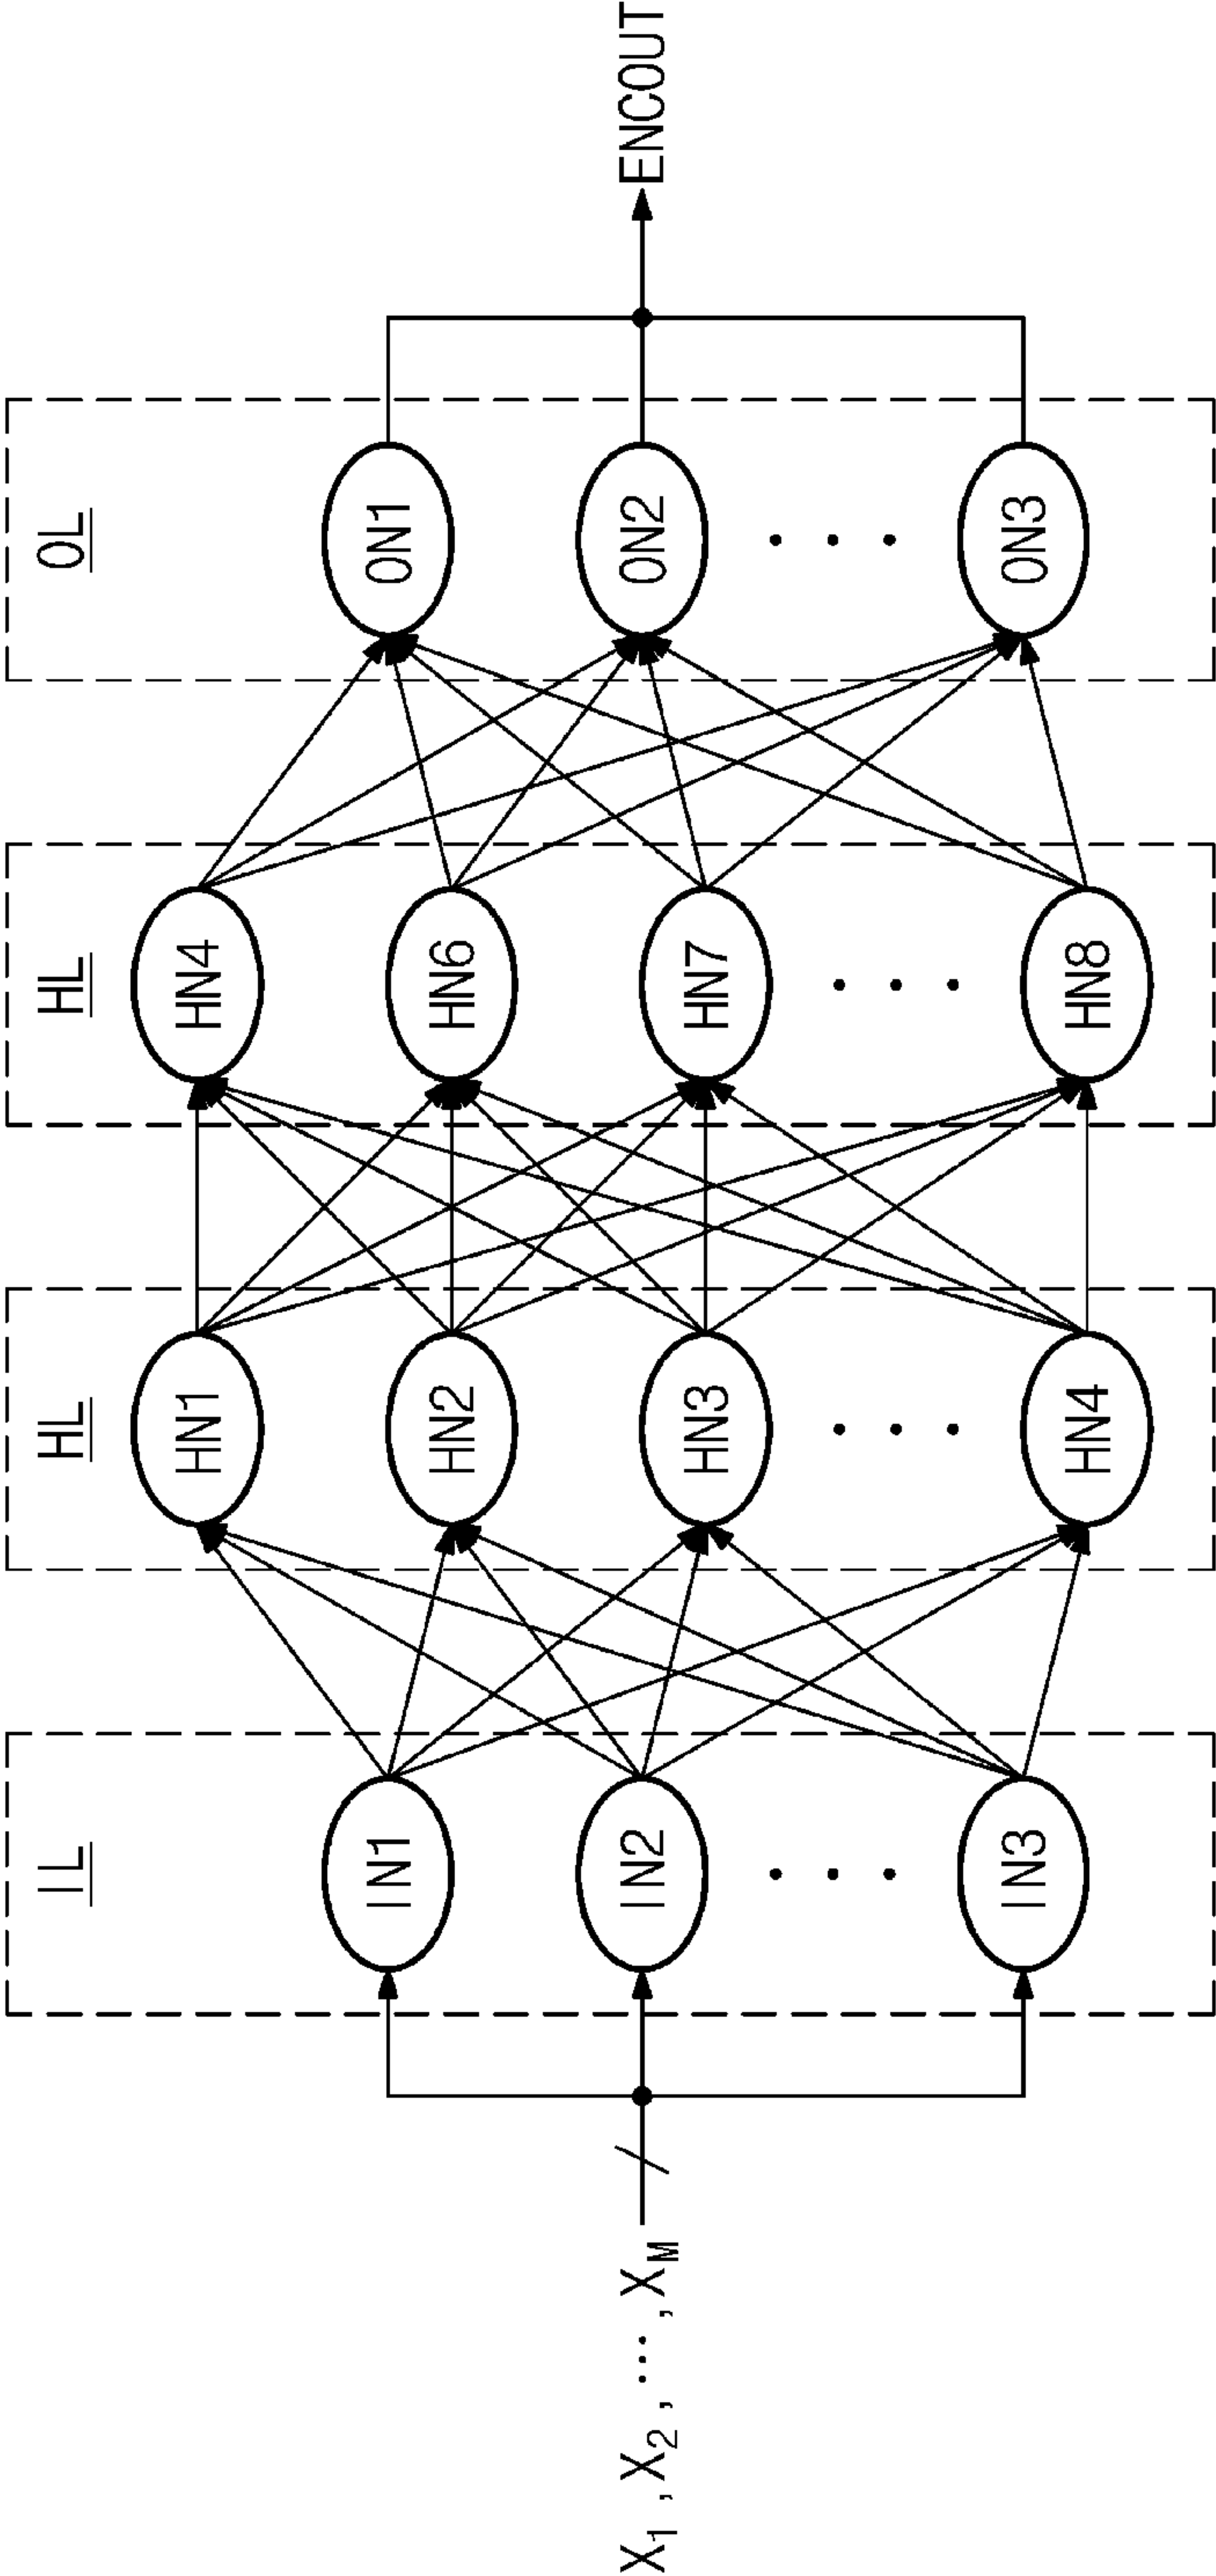 IL
HL
HL
OL
IN1
HN1
HN4
ON1
IN2
HN2
HN6
ON2
X₁ , X₂ , ⋯ , X_M
ENCOUT
HN3
HN7
IN3
HN4
HN8
ON3